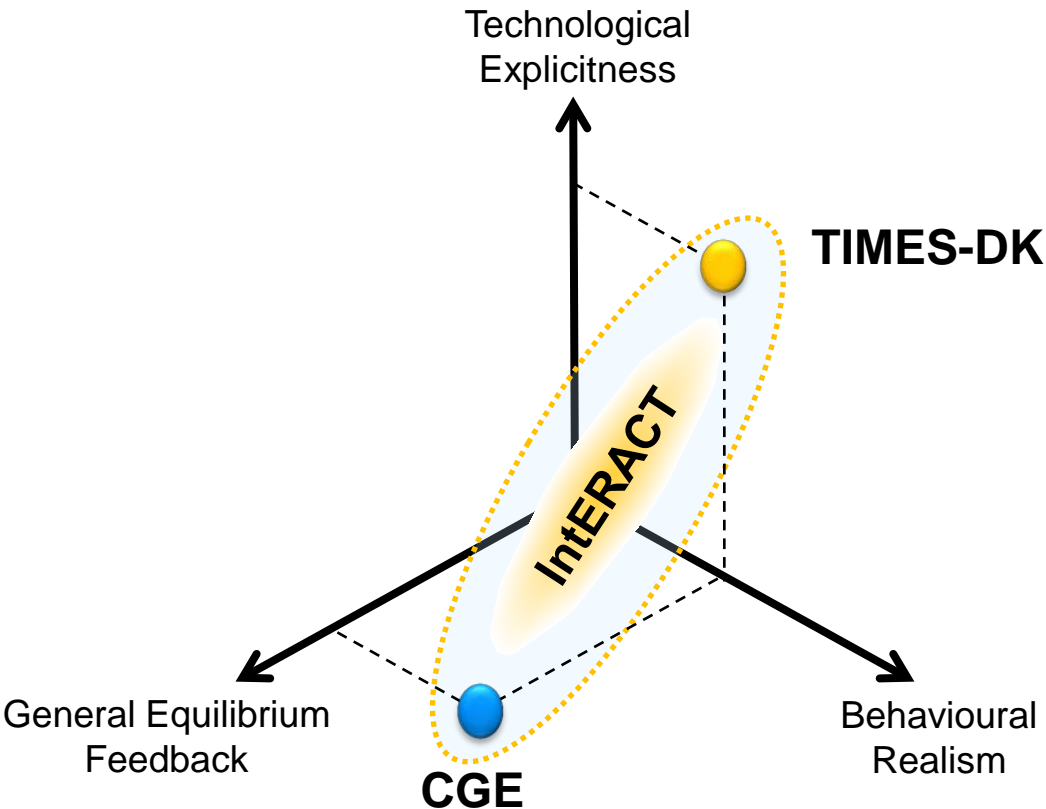 Technological
Explicitness
TIMES-DK
IntERACT
General Equilibrium
Feedback
Behavioural
Realism
CGE